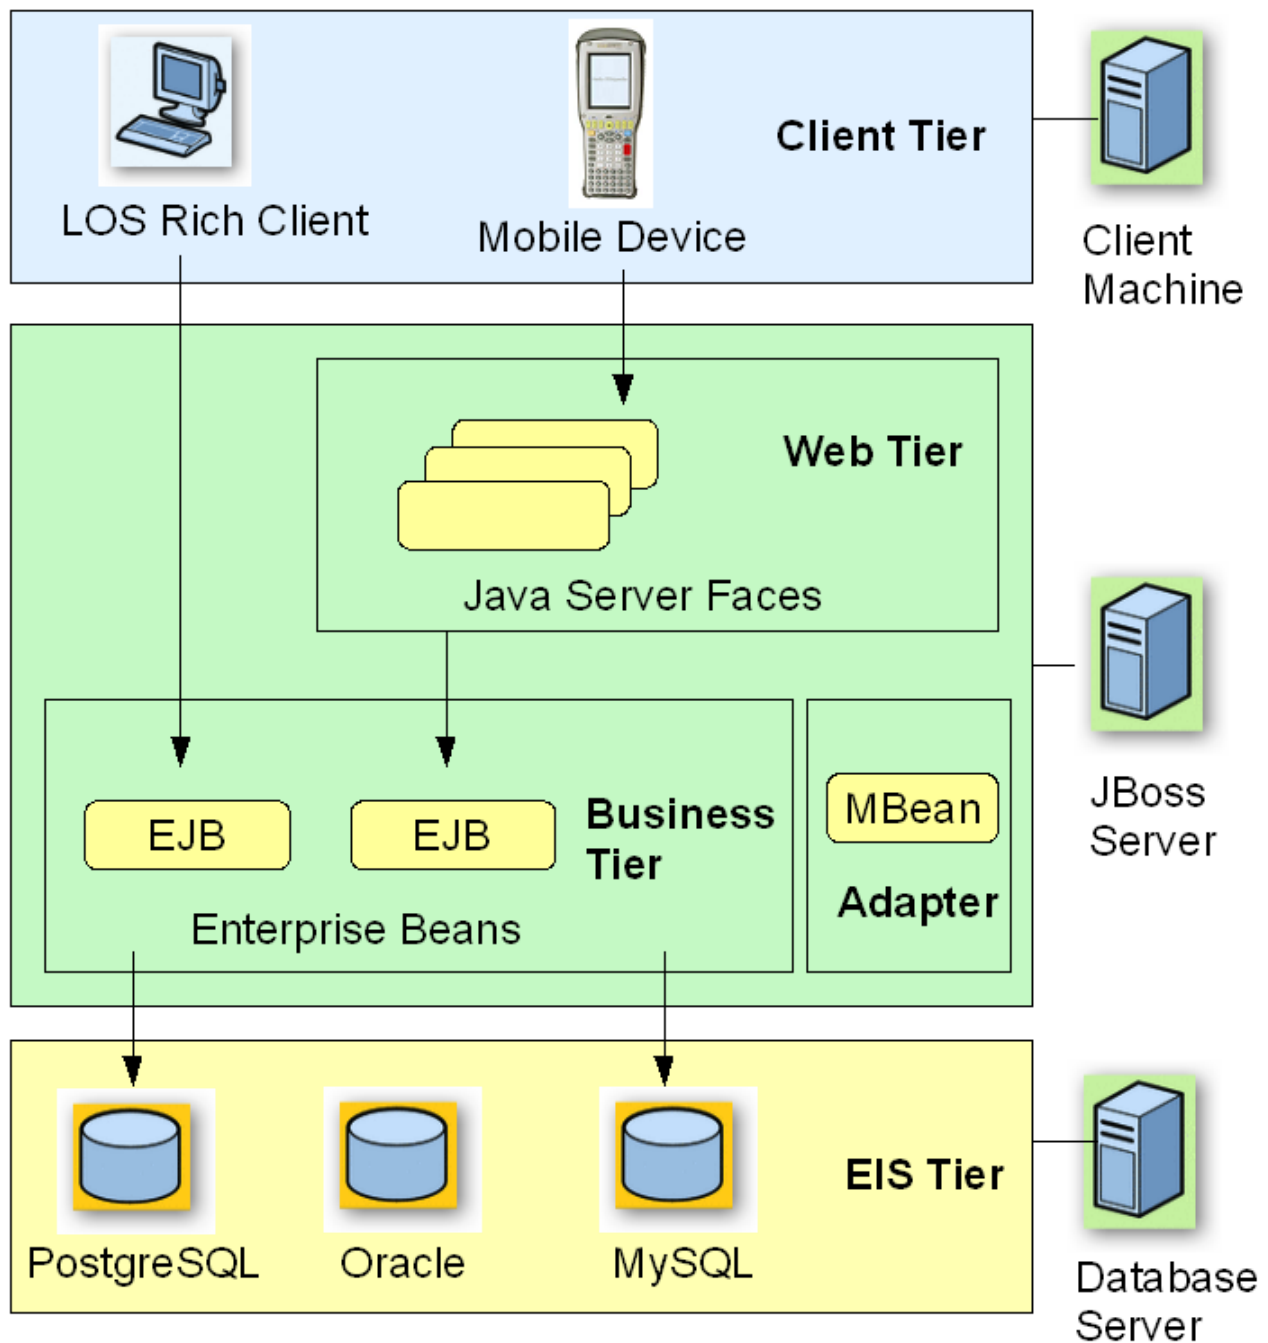 Client Tier
LOS Rich Client
Mobile Device
Client
Machine
Web Tier
Java Server Faces
EJB
EJB
Business
Tier
Enterprise Beans
MBean
Adapter
JBoss
Server
EIS Tier
PostgreSQL
Oracle
MySQL
Database
Server